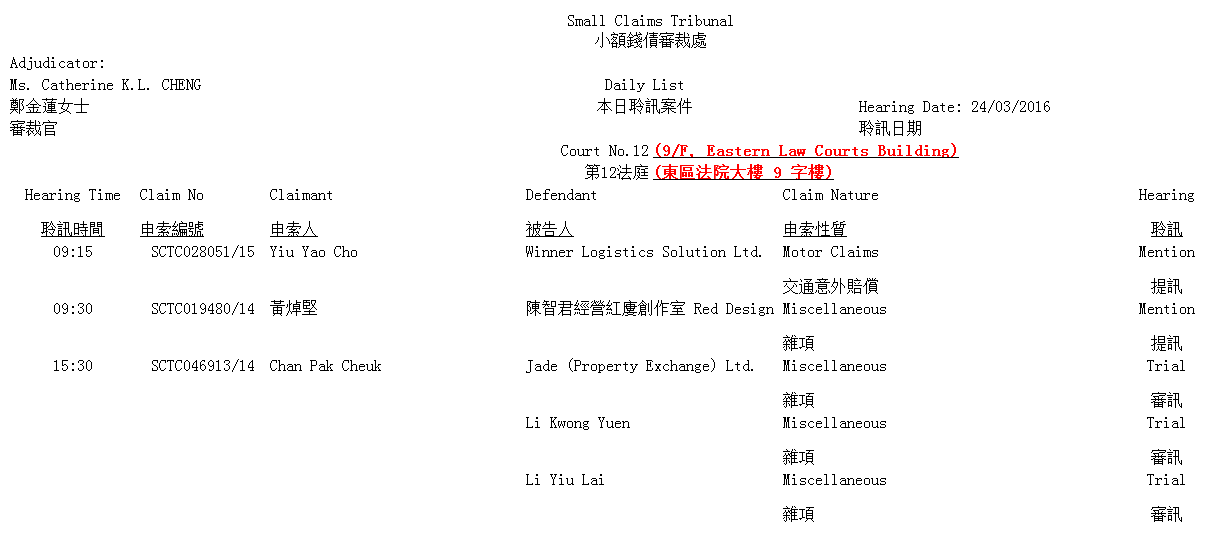 Small Claims Tribunal
小額錢債審裁處
Adjudicator:
Ms. Catherine K.L. CHENG Daily List
鄭金蓮女士 本日聆訊案件 Hearing Date: 24/03/2016
審裁官 聆訊日期
Court No.12 (9/F, Eastern Law Courts Building)
第12法庭 (東區法院大樓 9 字樓)
Hearing Time Claim No Claimant Defendant Claim Nature Hearing
聆訊時間 申索編號 申索人 被告人 申索性質 聆訊
09:15 SCTC028051/15 Yiu Yao Cho Winner Logistics Solution Ltd. Motor Claims Mention
交通意外賠償 提訊
09:30 SCTC019480/14 黃焯堅 陳智君經營紅廔創作室 Red Design Miscellaneous Mention
雜項 提訊
15:30 SCTC046913/14 Chan Pak Cheuk Jade (Property Exchange) Ltd. Miscellaneous Trial
雜項 審訊
Li Kwong Yuen Miscellaneous Trial
雜項 審訊
Li Yiu Lai Miscellaneous Trial
雜項 審訊